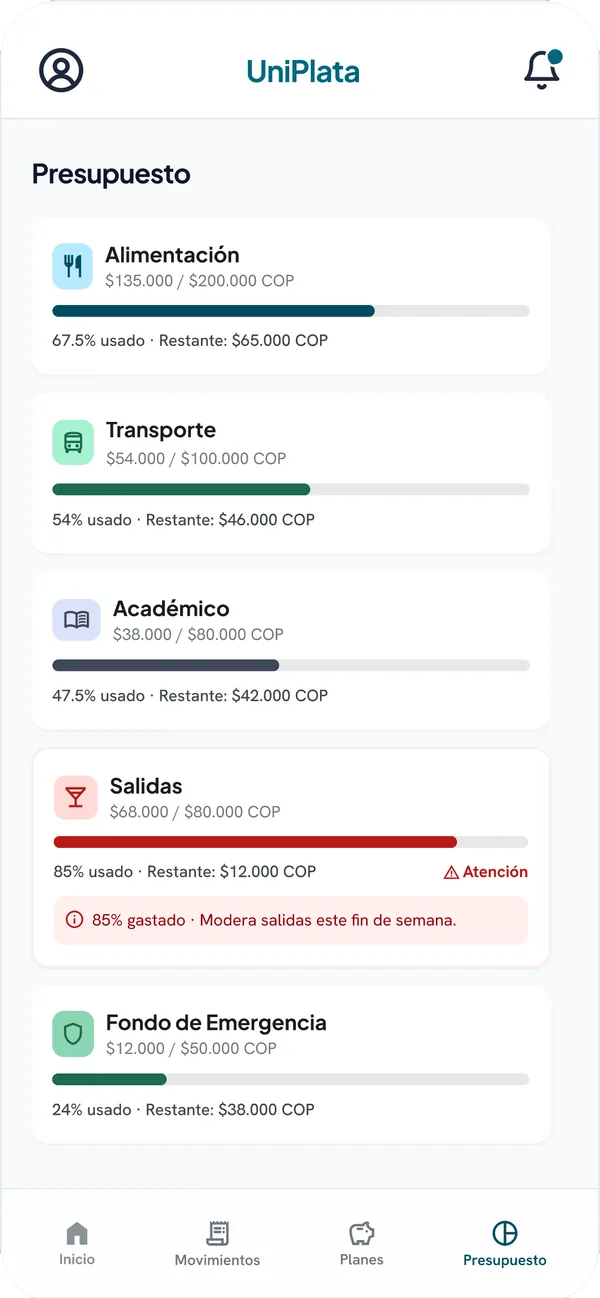 UniPlata
Presupuesto
Alimentación
$135.000 / $200.000 COP
67.5% usado · Restante: $65.000 COP
Transporte
$54.000 / $100.000 COP
54% usado · Restante: $46.000 COP
Académico
$38.000 / $80.000 COP
47.5% usado · Restante: $42.000 COP
Salidas
$68.000 / $80.000 COP
85% usado · Restante: $12.000 COP
Atención
85% gastado · Modera salidas este fin de semana.
Fondo de Emergencia
$12.000 / $50.000 COP
24% usado · Restante: $38.000 COP
Inicio
Movimientos
Planes
Presupuesto